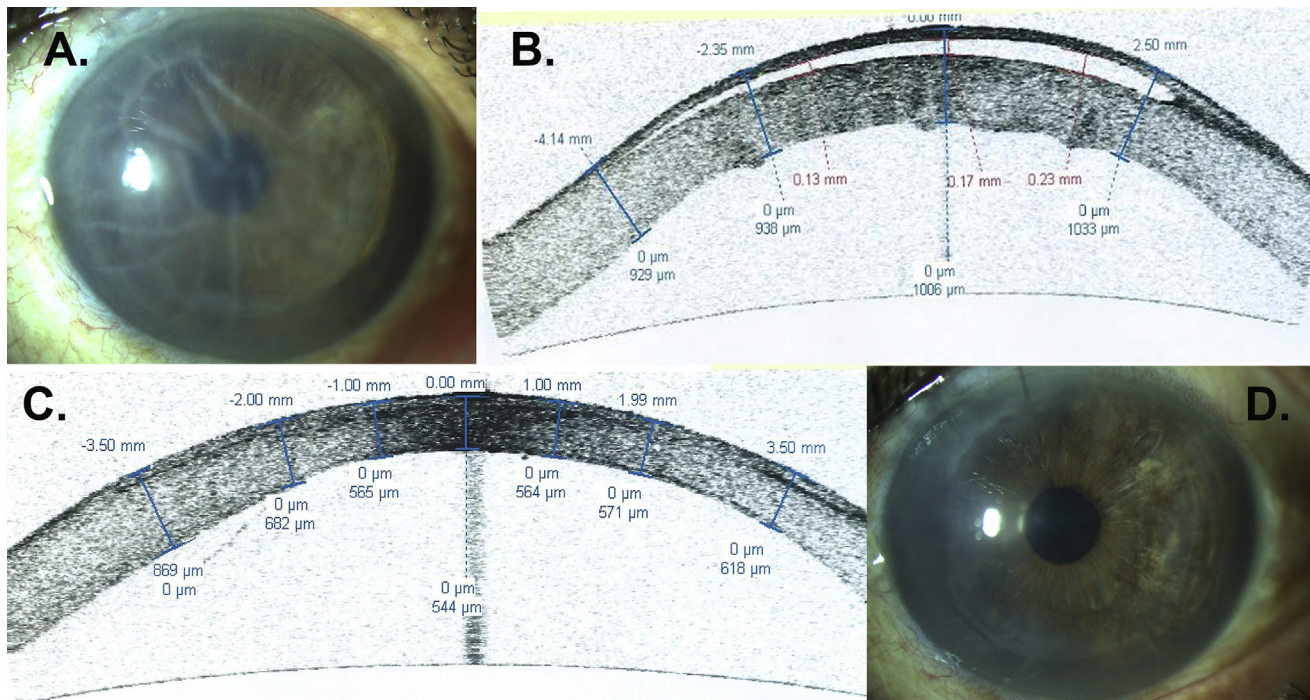 A.
B.
0.00 mm
-2.35 mm
2.50 mm
-4.14 mm
0.13 mm
0.17 mm
0.23 mm
0 µm
938 µm
0 µm
1033 µm
0 µm
929 µm
0 µm
1006 µm
C.
D.
-1.00 mm
0.00 mm
1.00 mm
-2.00 mm
1.99 mm
-3.50 mm
3.50 mm
0 µm
565 µm
0 µm
564 µm
0 µm
682 µm
0 µm
571 µm
0 µm
618 µm
869 µm
0 µm
0 µm
544 µm